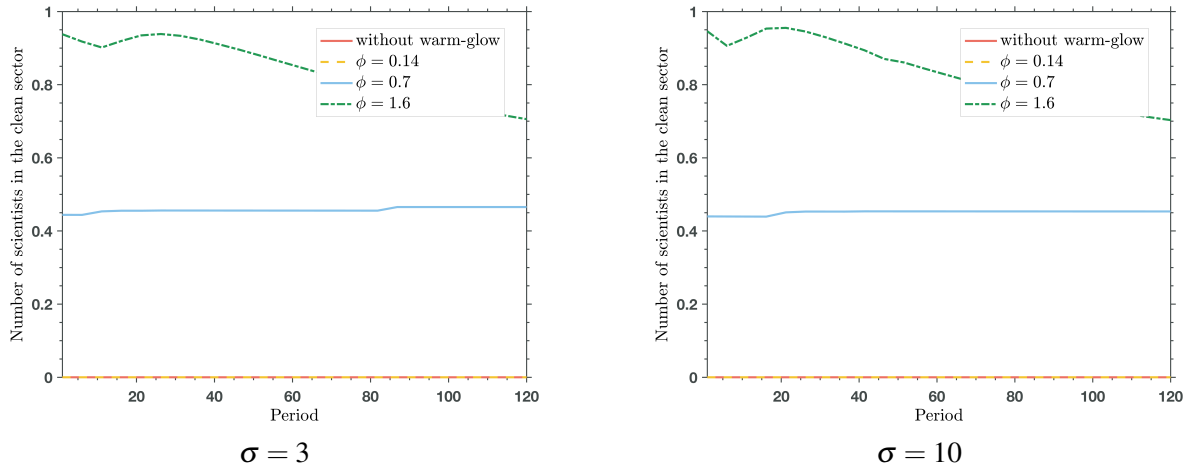 Number of scientists in the clean sector
1
0.8
0.6
0.4
0.2
0
20
40
60
80
100
120
Period
without warm-glow
ϕ = 0.14
ϕ = 0.7
ϕ = 1.6
σ = 3
Number of scientists in the clean sector
1
0.8
0.6
0.4
0.2
0
20
40
60
80
100
120
Period
without warm-glow
ϕ = 0.14
ϕ = 0.7
ϕ = 1.6
σ = 10